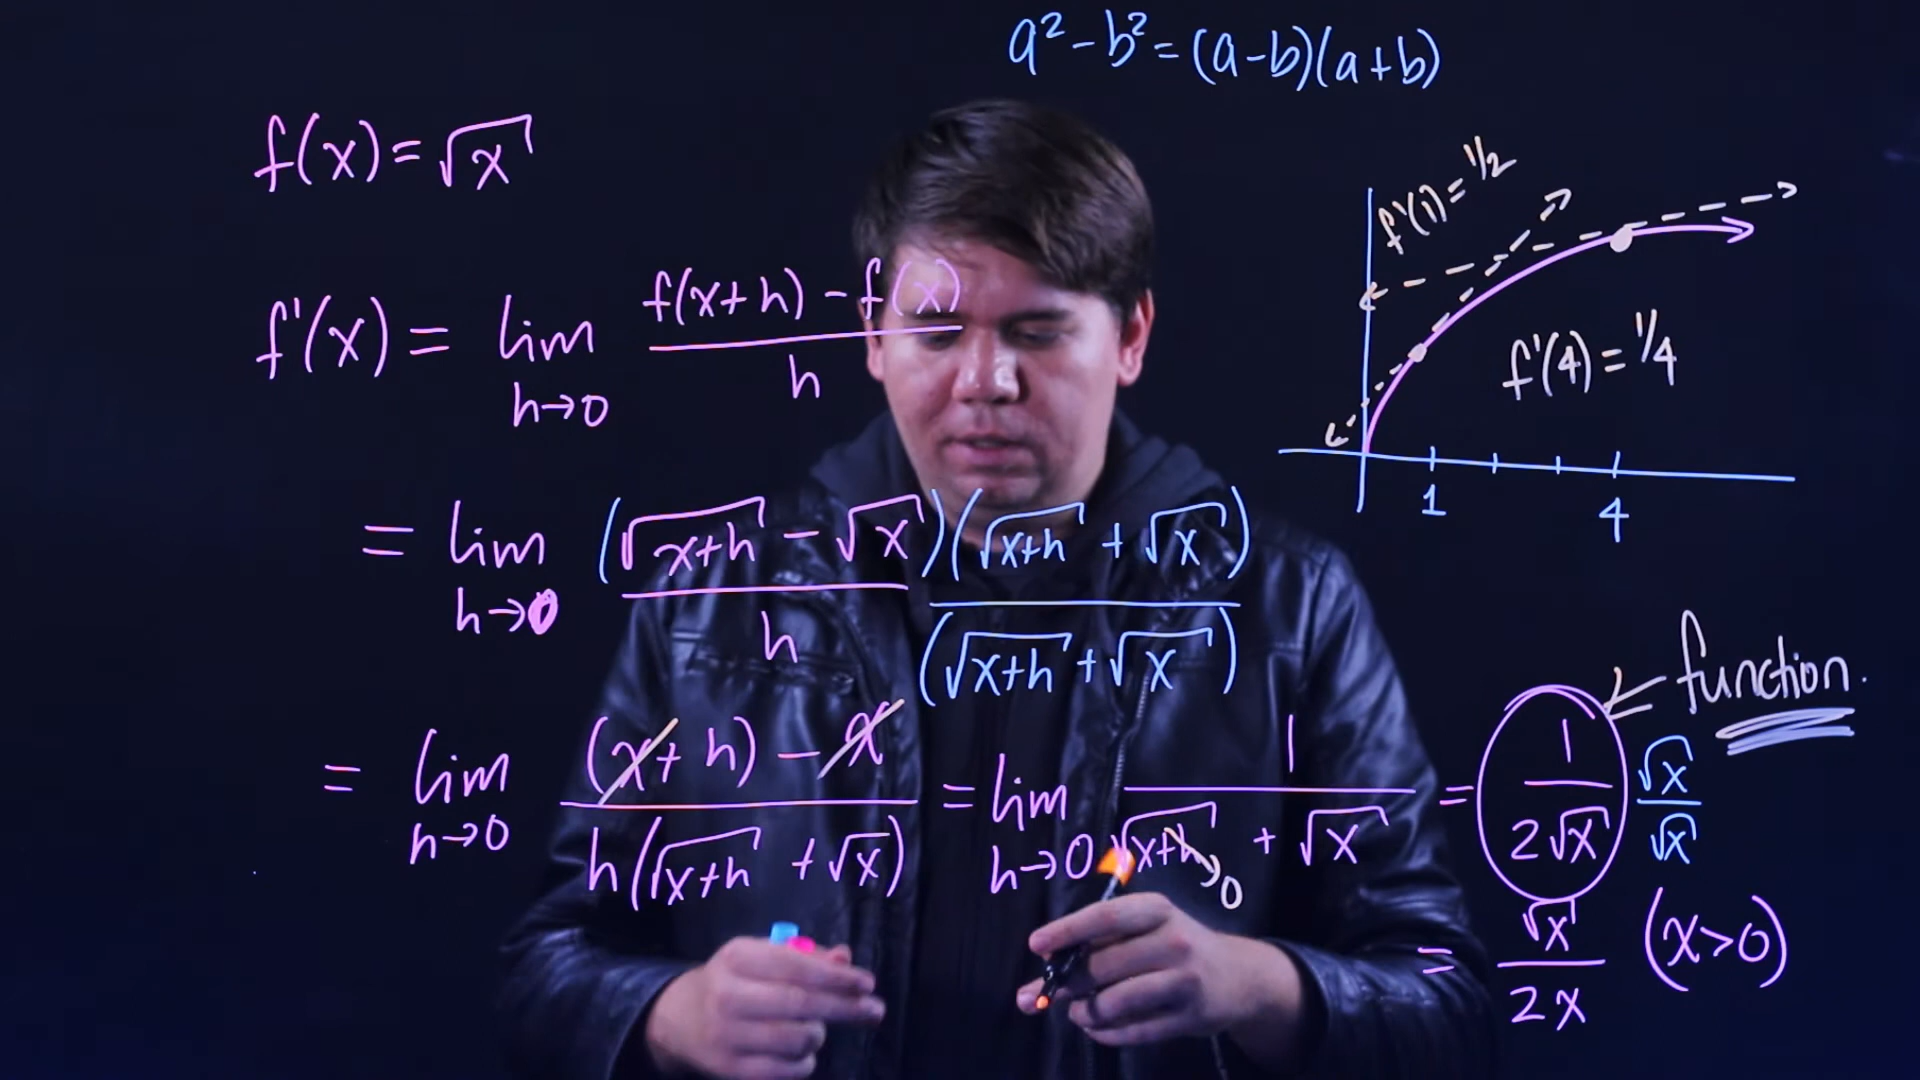 a² - b² = (a-b)(a+b)
f(x) = √x
f'(1) = 1/2
f'(x) = lim h→0 f(x+h) - f(x) / h
f'(4) = 1/4
1 4
= lim h→0 (√x+h - √x)(√x+h + √x) / h (√x+h + √x)
function.
= lim h→0 (x+h) - x / h(√x+h + √x) = lim h→0 1 / √x+h + √x = 1 / 2√x √x / √x
0
= √x / 2x (x>0)